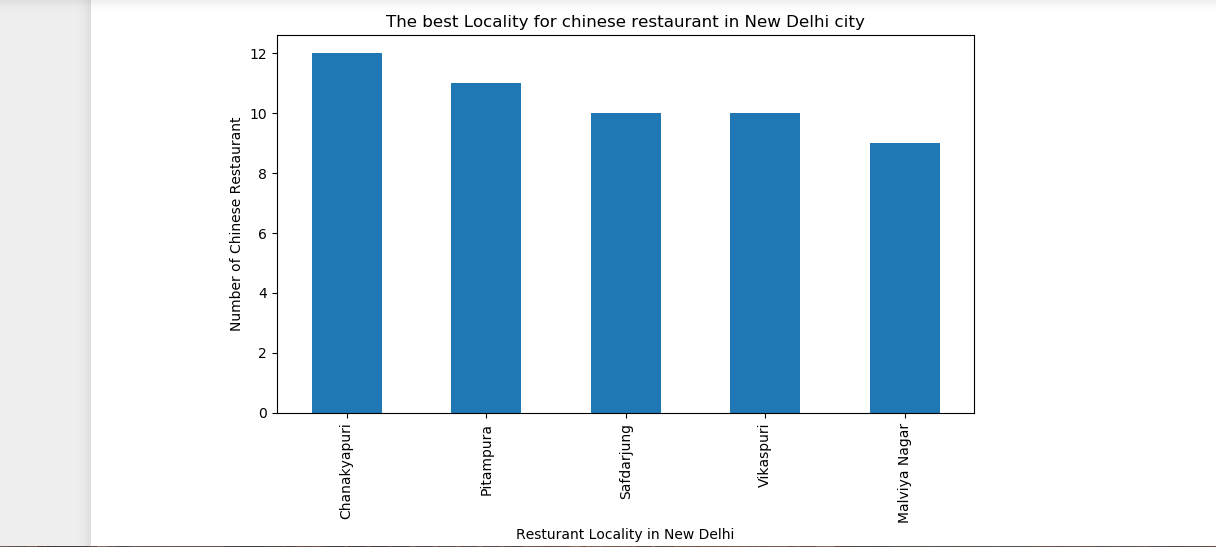 The best Locality for chinese restaurant in New Delhi city
Number of Chinese Restaurant
12
10
8
6
4
2
0
Chanakyapuri
Pitampura
Safdarjung
Vikaspuri
Malviya Nagar
Resturant Locality in New Delhi